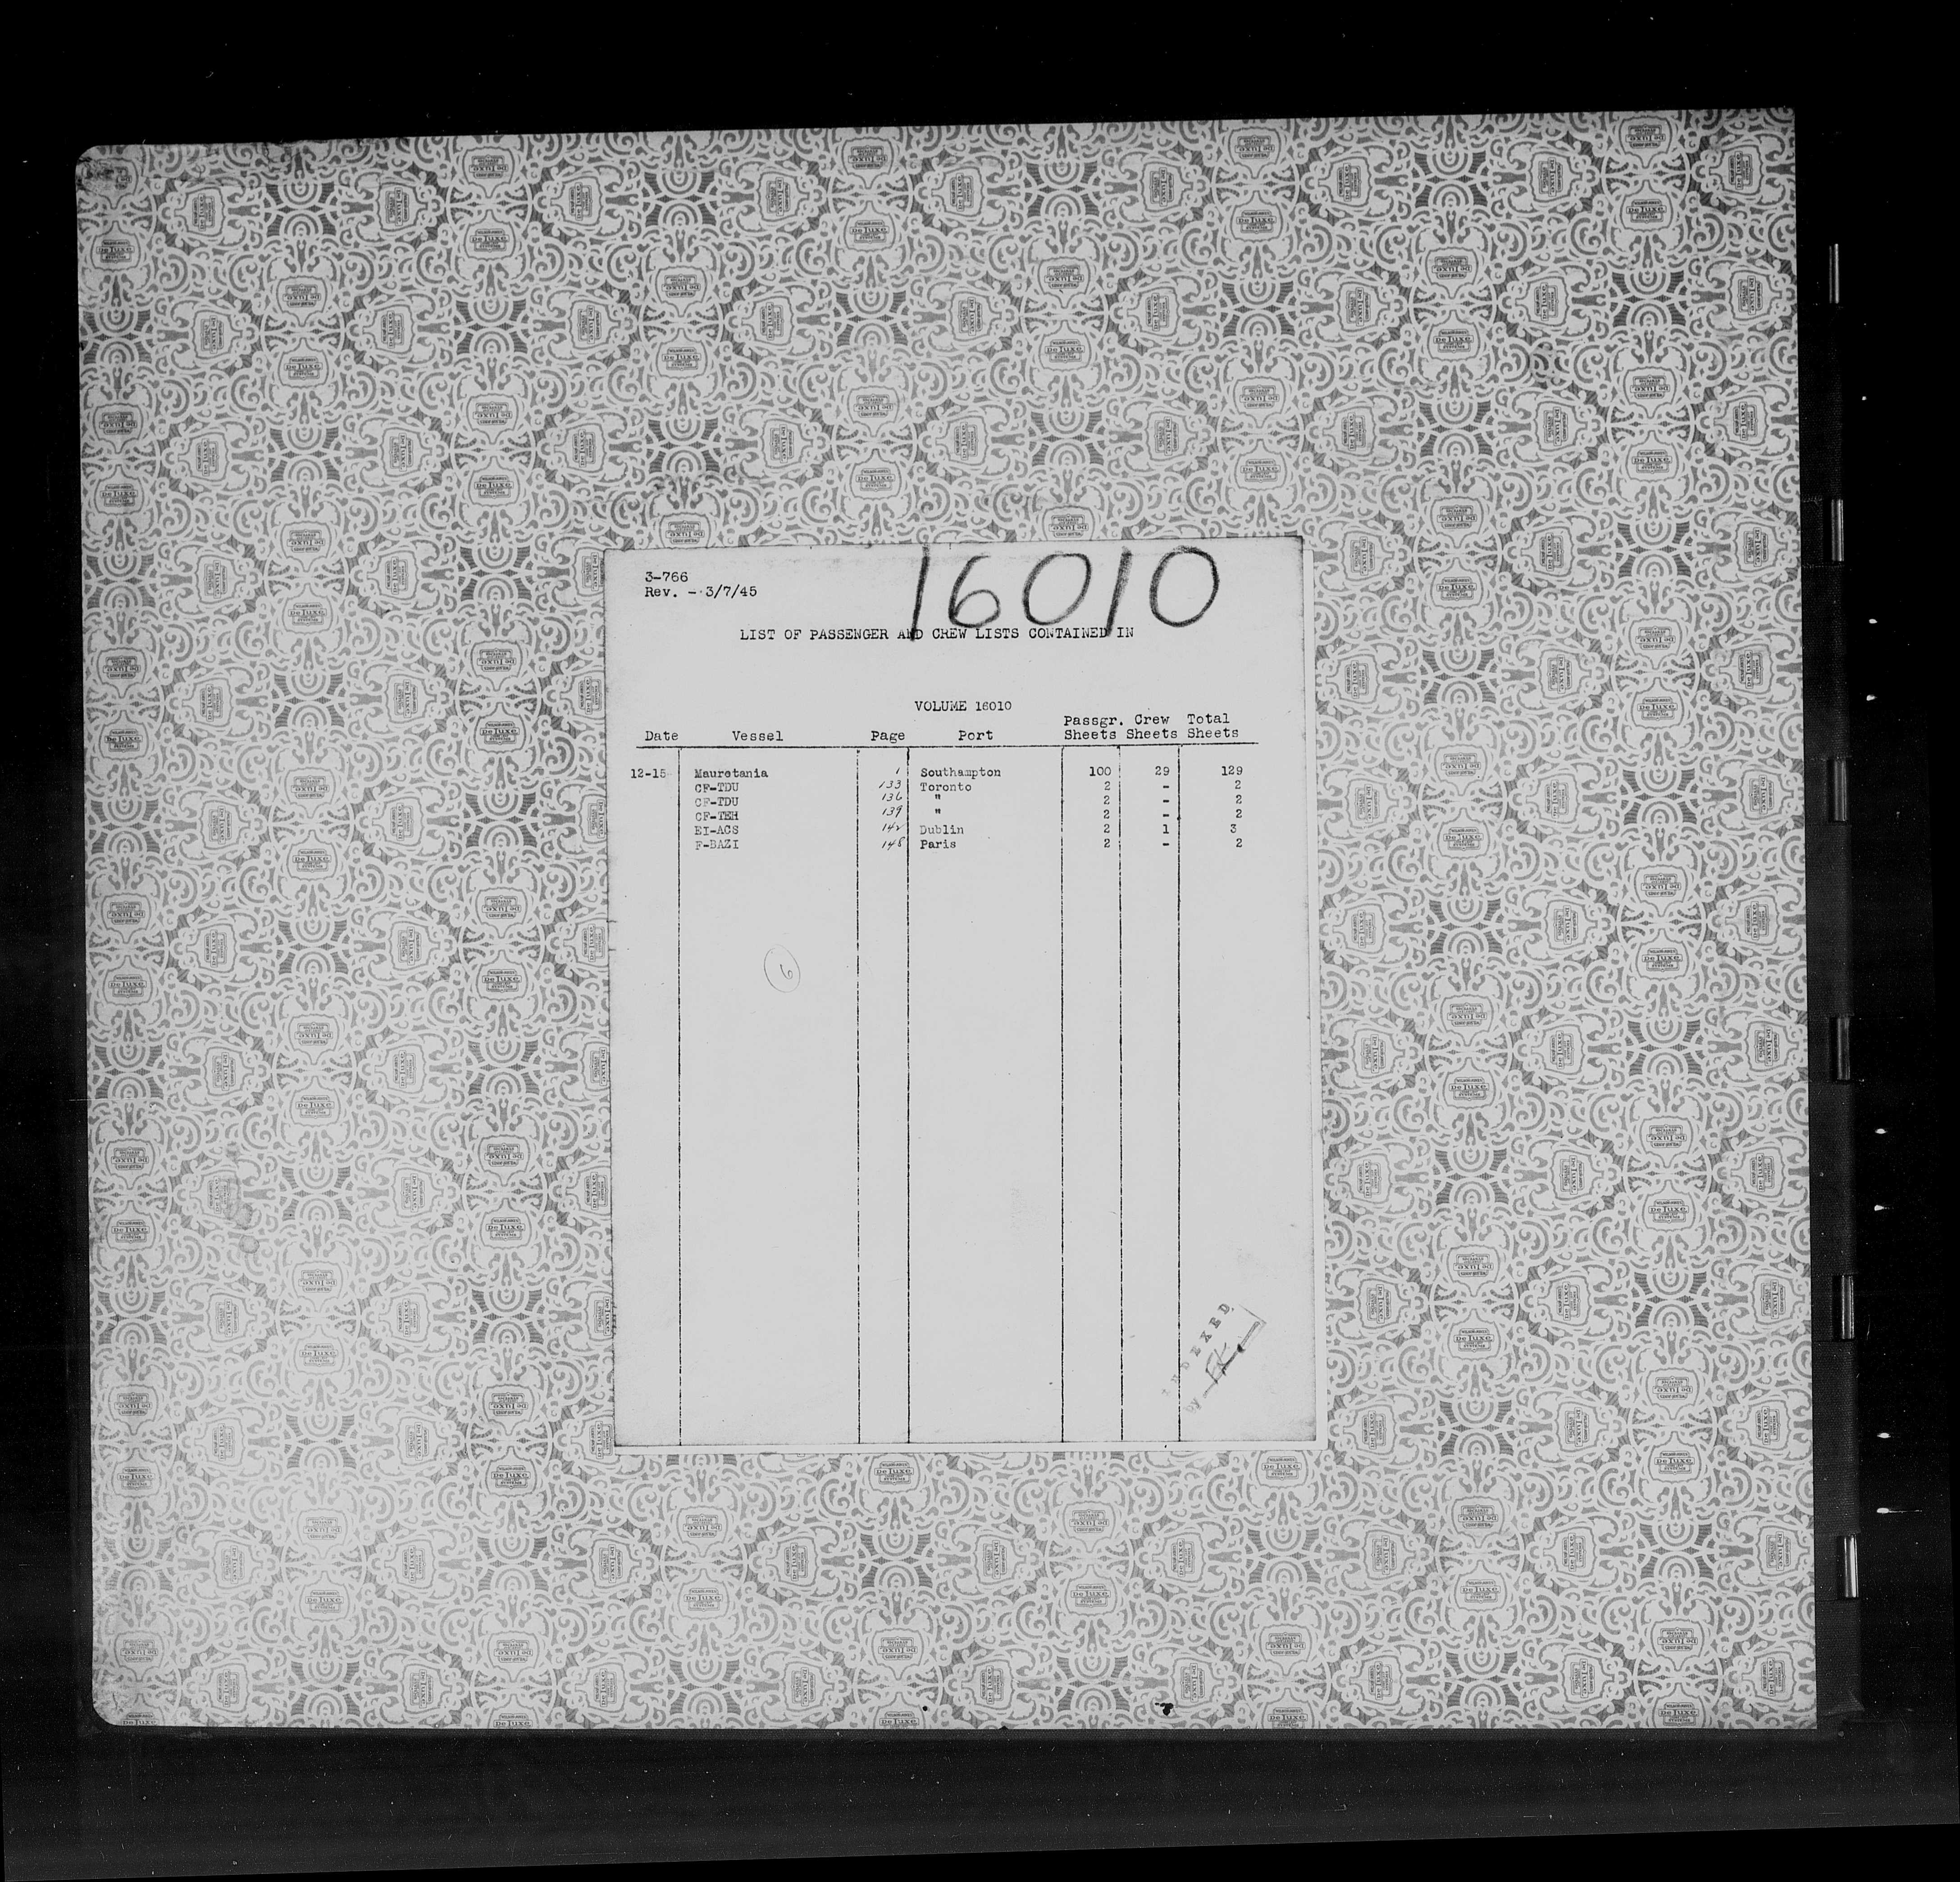 16010
3-766
Rev. - 3/7/45
LIST OF PASSENGER AND CREW LISTS CONTAINED IN
VOLUME 16010
Passgr. Crew Total
Date Vessel Page Port Sheets Sheets Sheets
12-15 Mauretania 1 Southampton 100 29 129
CF-TDU 133 Toronto 2 - 2
CF-TDU 136 " 2 - 2
CF-TEH 139 " 2 - 2
EI-ACS 142 Dublin 2 1 3
F-BAZI 148 Paris 2 - 2
6
INDEXED
BY